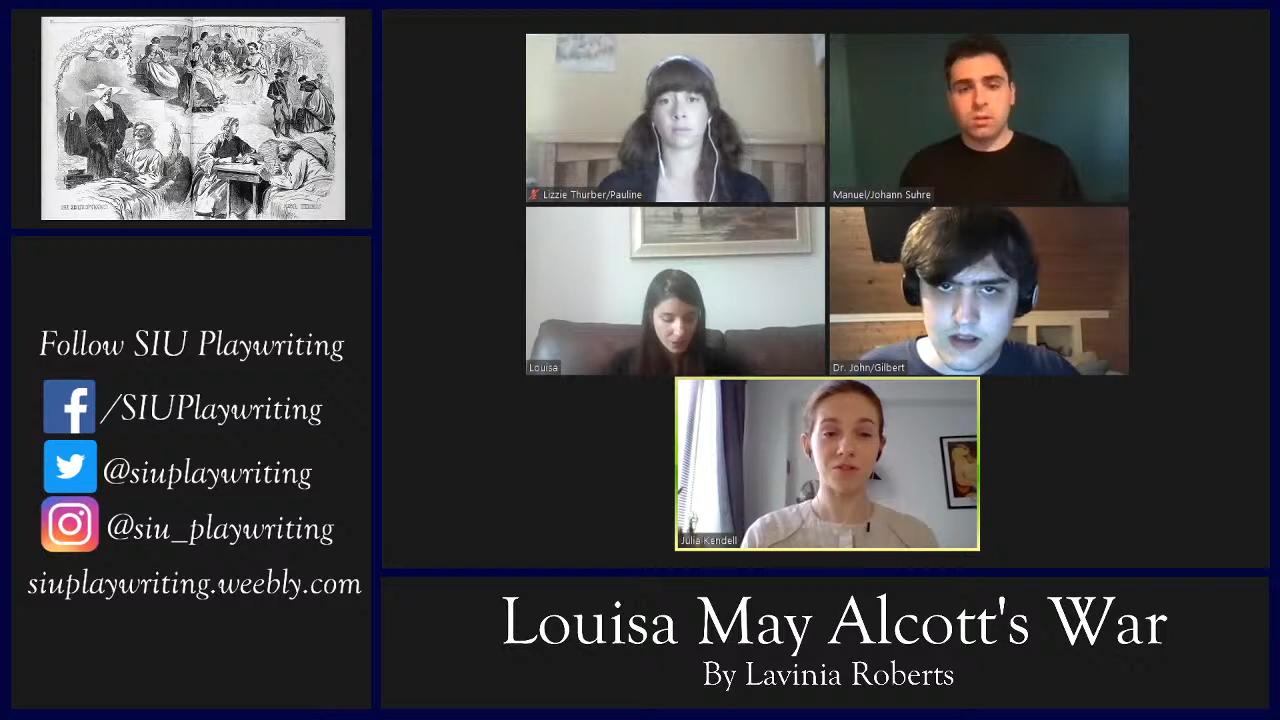 Follow SIU Playwriting
/SIUPlaywriting
@siuplaywriting
@siu_playwriting
siuplaywriting.weebly.com
Lizzie Thurber/Pauline
Manuel/Johann Suhre
Louisa
Dr. John/Gilbert
Julia Kendell
Louisa May Alcott's War
By Lavinia Roberts